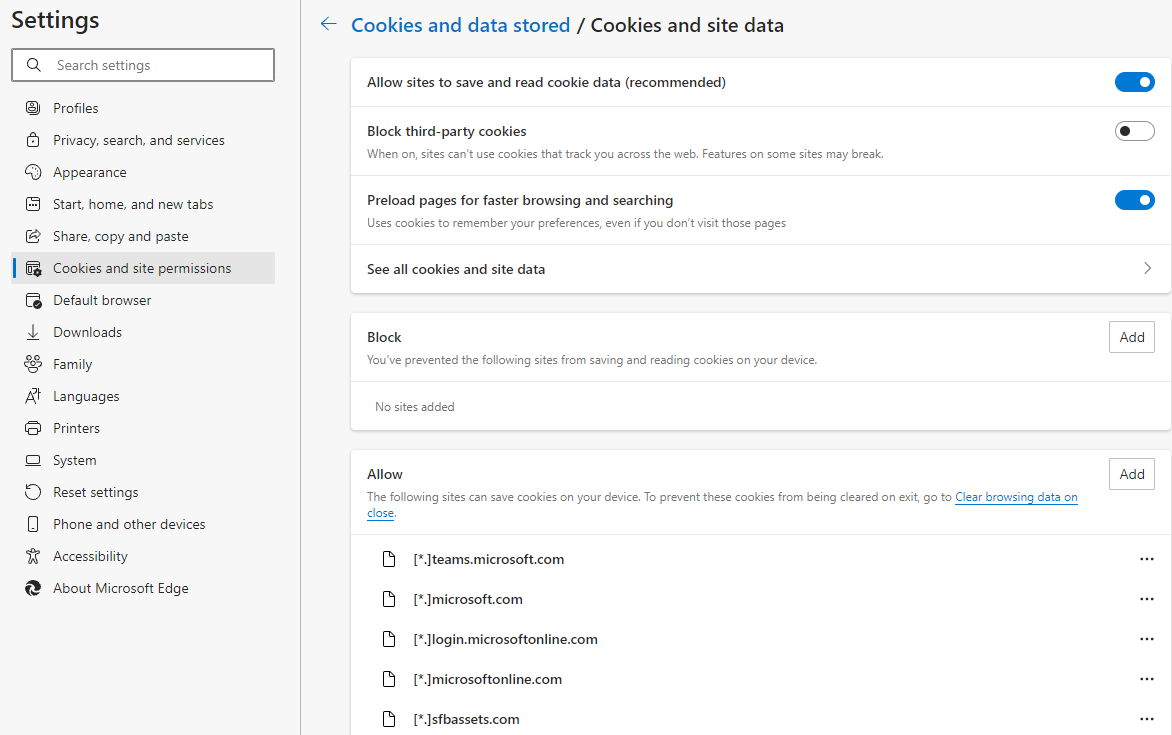 Settings
Search settings
Profiles
Privacy, search, and services
Appearance
Start, home, and new tabs
Share, copy and paste
Cookies and site permissions
Default browser
Downloads
Family
Languages
Printers
System
Reset settings
Phone and other devices
Accessibility
About Microsoft Edge
Cookies and data stored / Cookies and site data
Allow sites to save and read cookie data (recommended)
Block third-party cookies
When on, sites can't use cookies that track you across the web. Features on some sites may break.
Preload pages for faster browsing and searching
Uses cookies to remember your preferences, even if you don't visit those pages
See all cookies and site data
Block
Add
You've prevented the following sites from saving and reading cookies on your device.
No sites added
Allow
Add
The following sites can save cookies on your device. To prevent these cookies from being cleared on exit, go to Clear browsing data on
close.
[*.]teams.microsoft.com
[*.]microsoft.com
[*.]login.microsoftonline.com
[*.]microsoftonline.com
[*.]sfbassets.com